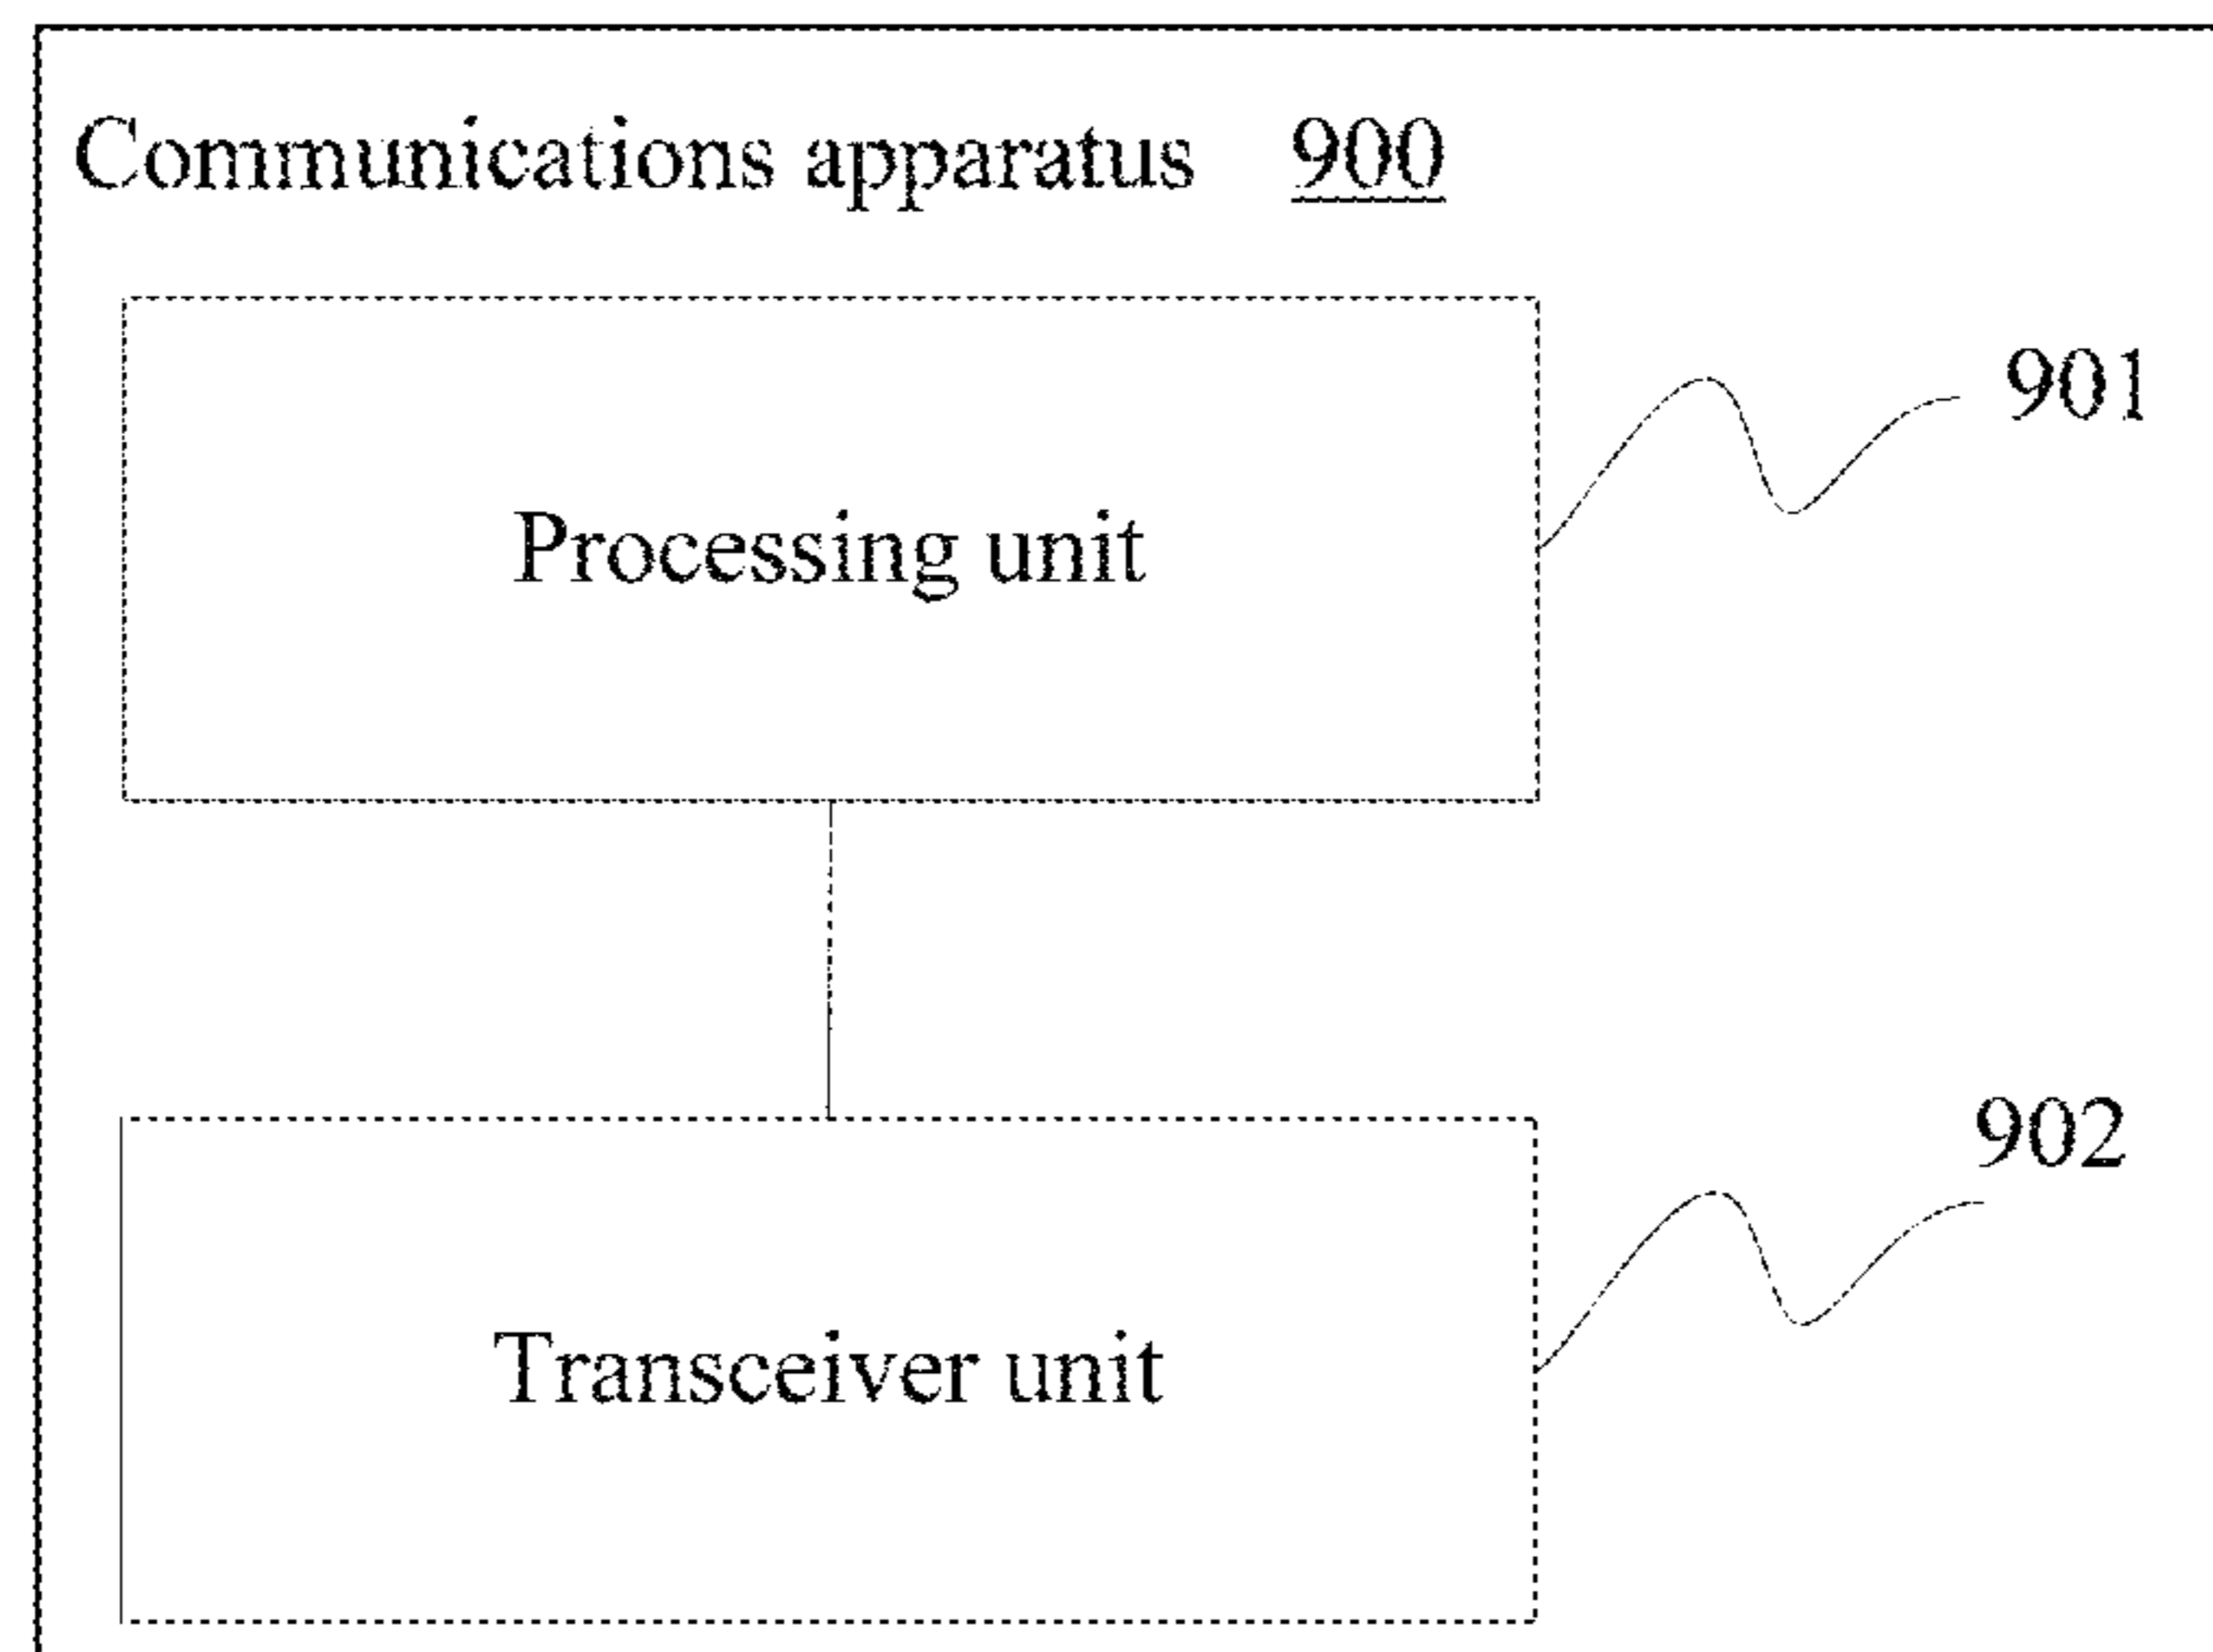 Communications apparatus 900
901
Processing unit
902
Transceiver unit